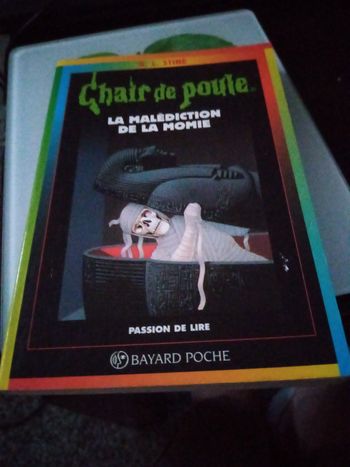 R. L. STINE
Chair de poule
LA MALÉDICTION
DE LA MOMIE
PASSION DE LIRE
BAYARD POCHE